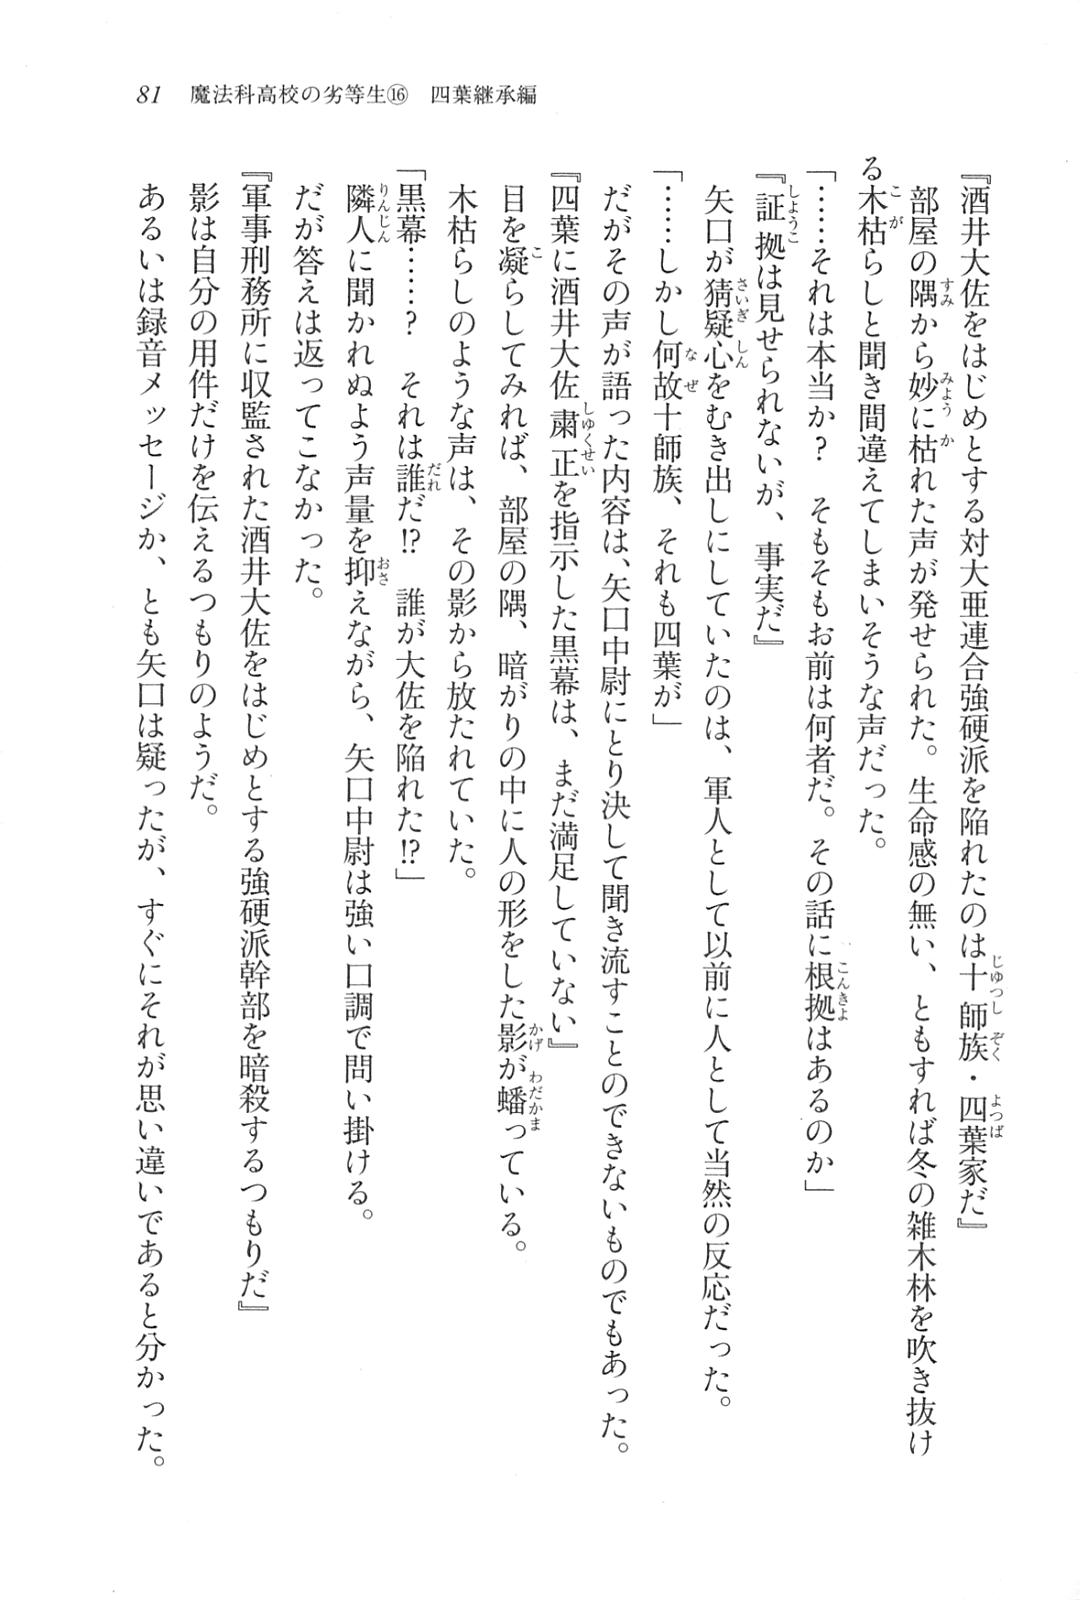 81 魔法科高校の劣等生⑯ 四葉継承編
『酒井大佐をはじめとする対大亜連合強硬派を陥れたのは十師族・四葉家だ』
部屋の隅から妙に枯れた声が発せられた。生命感の無い、ともすれば冬の雑木林を吹き抜け
る木枯らしと聞き間違えてしまいそうな声だった。
「……それは本当か? そもそもお前は何者だ。その話に根拠はあるのか」
『証拠は見せられないが、事実だ』
矢口が猜疑心をむき出しにしていたのは、軍人として以前に人として当然の反応だった。
「……しかし何故十師族、それも四葉が」
だがその声が語った内容は、矢口中尉にとり決して聞き流すことのできないものでもあった。
『四葉に酒井大佐粛正を指示した黒幕は、まだ満足していない』
目を凝らしてみれば、部屋の隅、暗がりの中に人の形をした影が蟠っている。
木枯らしのような声は、その影から放たれていた。
「黒幕……? それは誰だ!? 誰が大佐を陥れた!?」
隣人に聞かれぬよう声量を抑えながら、矢口中尉は強い口調で問い掛ける。
だが答えは返ってこなかった。
『軍事刑務所に収監された酒井大佐をはじめとする強硬派幹部を暗殺するつもりだ』
影は自分の用件だけを伝えるつもりのようだ。
あるいは録音メッセージか、とも矢口は疑ったが、すぐにそれが思い違いであると分かった。